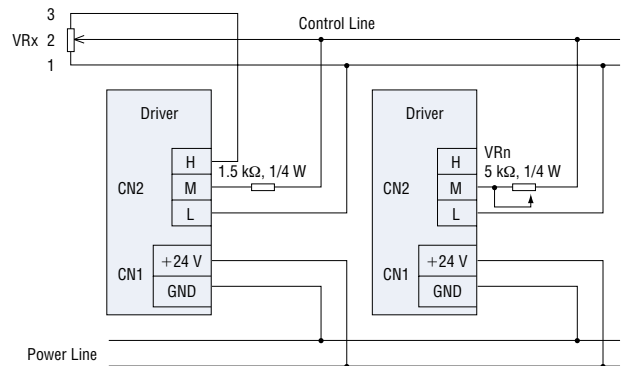 3
Control Line
VRx 2
1
Driver
Driver
H
VRn
1.5 kΩ, 1/4 W
H
5 kΩ, 1/4 W
CN2
M
CN2
M
L
L
+24 V
+24 V
CN1
CN1
GND
GND
Power Line